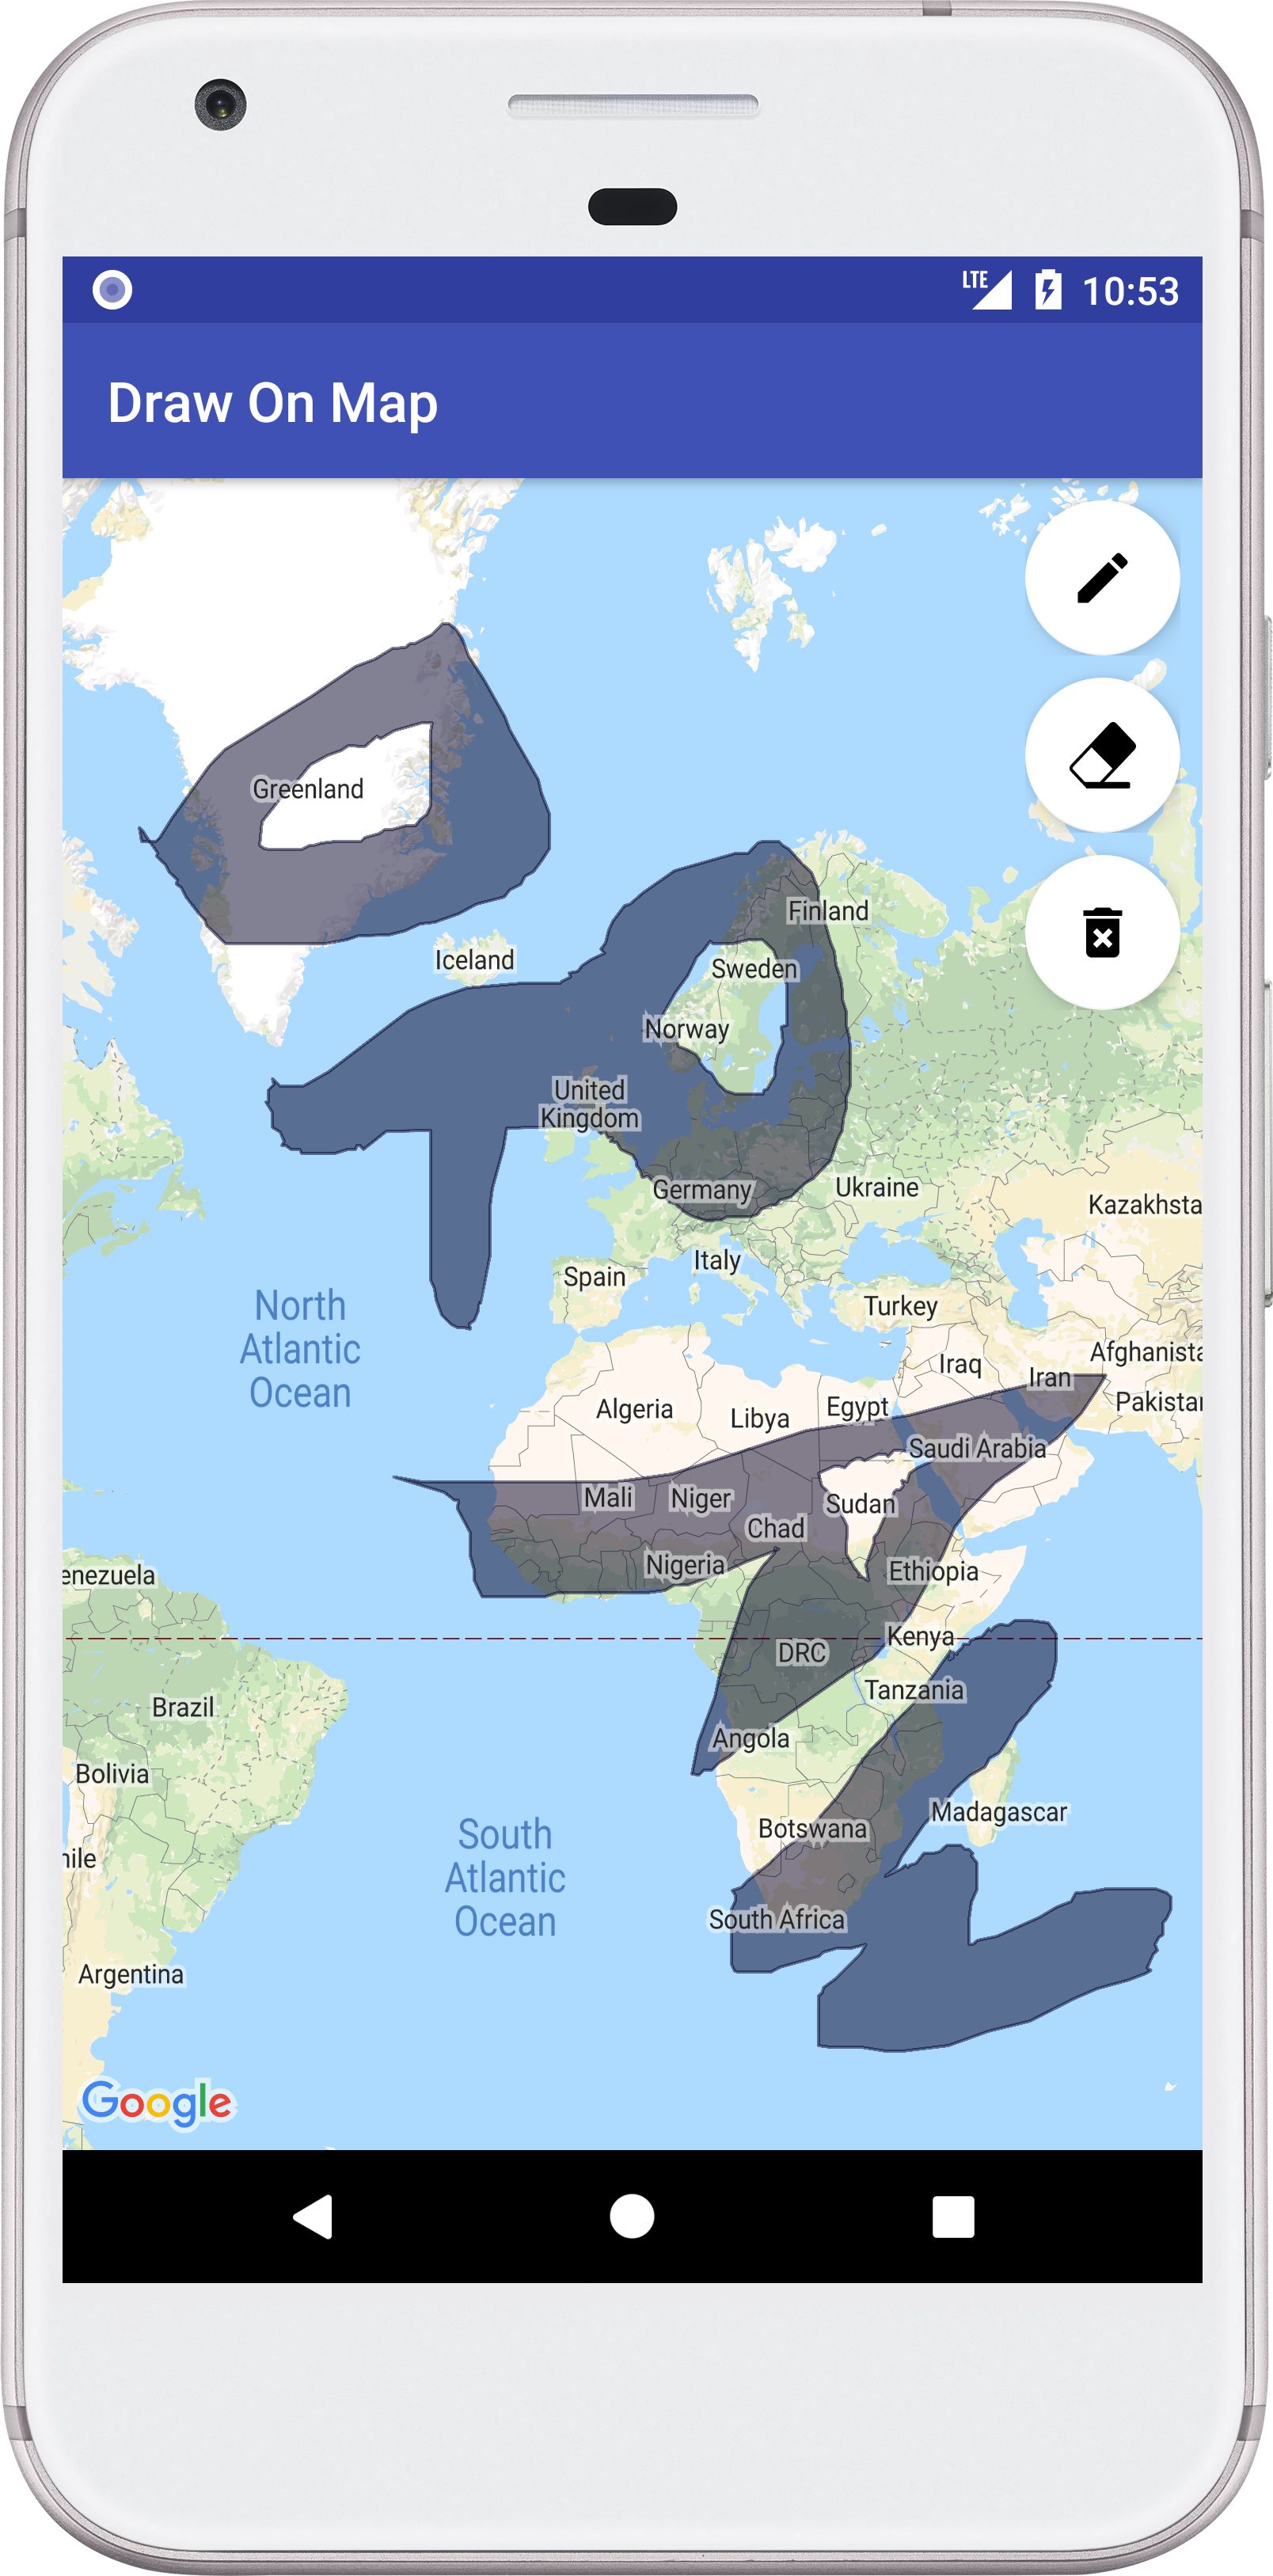 LTE 10:53
Draw On Map
Greenland
Finland
Iceland
Sweden
Norway
United
Kingdom
Germany
Ukraine
Kazakhsta
Italy
Spain
North
Atlantic
Ocean
Turkey
Afghanista
Iraq
Iran
Pakistar
Algeria
Libya
Egypt
Saudi Arabia
Mali
Niger
Sudan
Chad
Nigeria
Ethiopia
enezuela
Kenya
DRC
Tanzania
Brazil
Angola
Bolivia
Madagascar
Botswana
South
Atlantic
Ocean
hile
South Africa
Argentina
Google